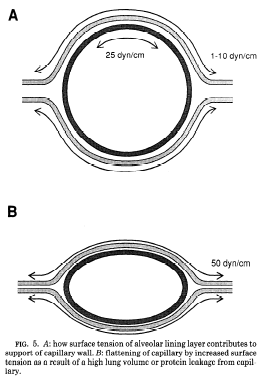 A
25 dyn/cm
1-10 dyn/cm
B
50 dyn/cm
FIG. 5. A: how surface tension of alveolar lining layer contributes to
support of capillary wall. B: flattening of capillary by increased surface
tension as a result of a high lung volume or protein leakage from capil-
lary.